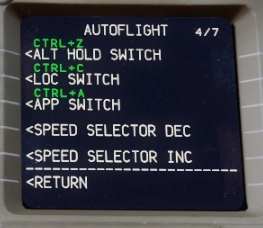 AUTOFLIGHT 4/7
CTRL+Z
<ALT HOLD SWITCH
CTRL+C
<LOC SWITCH
CTRL+A
<APP SWITCH
<SPEED SELECTOR DEC
<SPEED SELECTOR INC
<RETURN